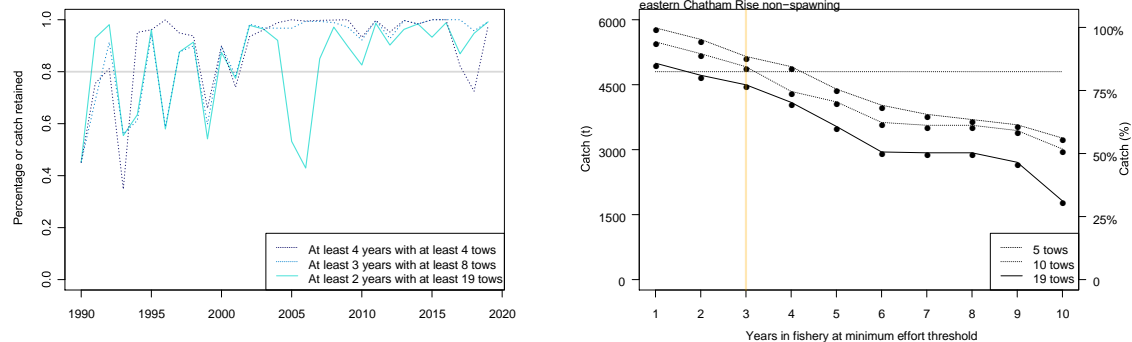 Percentage or catch retained
1.0
0.8
0.6
0.4
0.2
0.0
1990 1995 2000 2005 2010 2015 2020
At least 4 years with at least 4 tows
At least 3 years with at least 8 tows
At least 2 years with at least 19 tows
eastern Chatham Rise non−spawning
Catch (t)
6000
4500
3000
1500
0
100%
75%
50%
25%
0
Catch (%)
5 tows
10 tows
19 tows
1 2 3 4 5 6 7 8 9 10
Years in fishery at minimum effort threshold